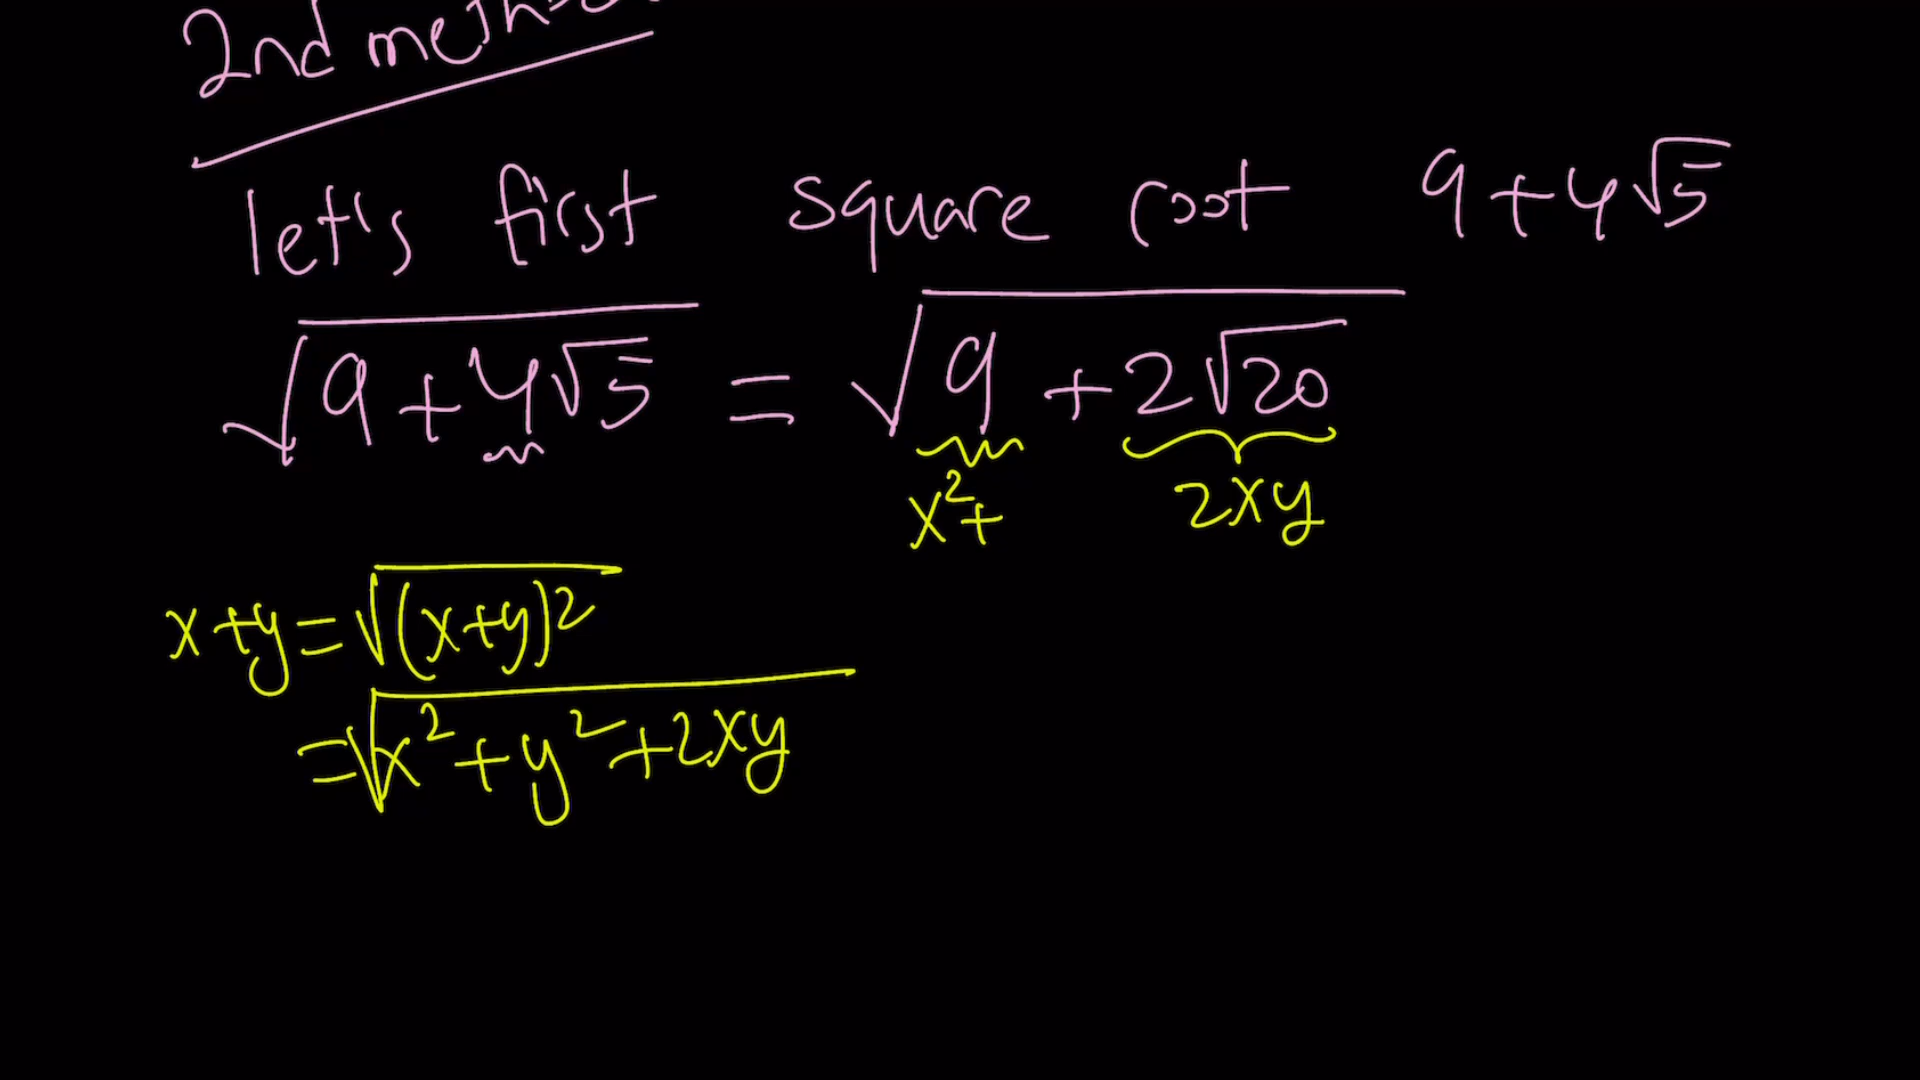 2nd
let's first square root 9+4√5
√(9+4√5) = √(9+2√20)
x²+ 2xy
x+y=√(x+y)²
=√(x²+y²+2xy)